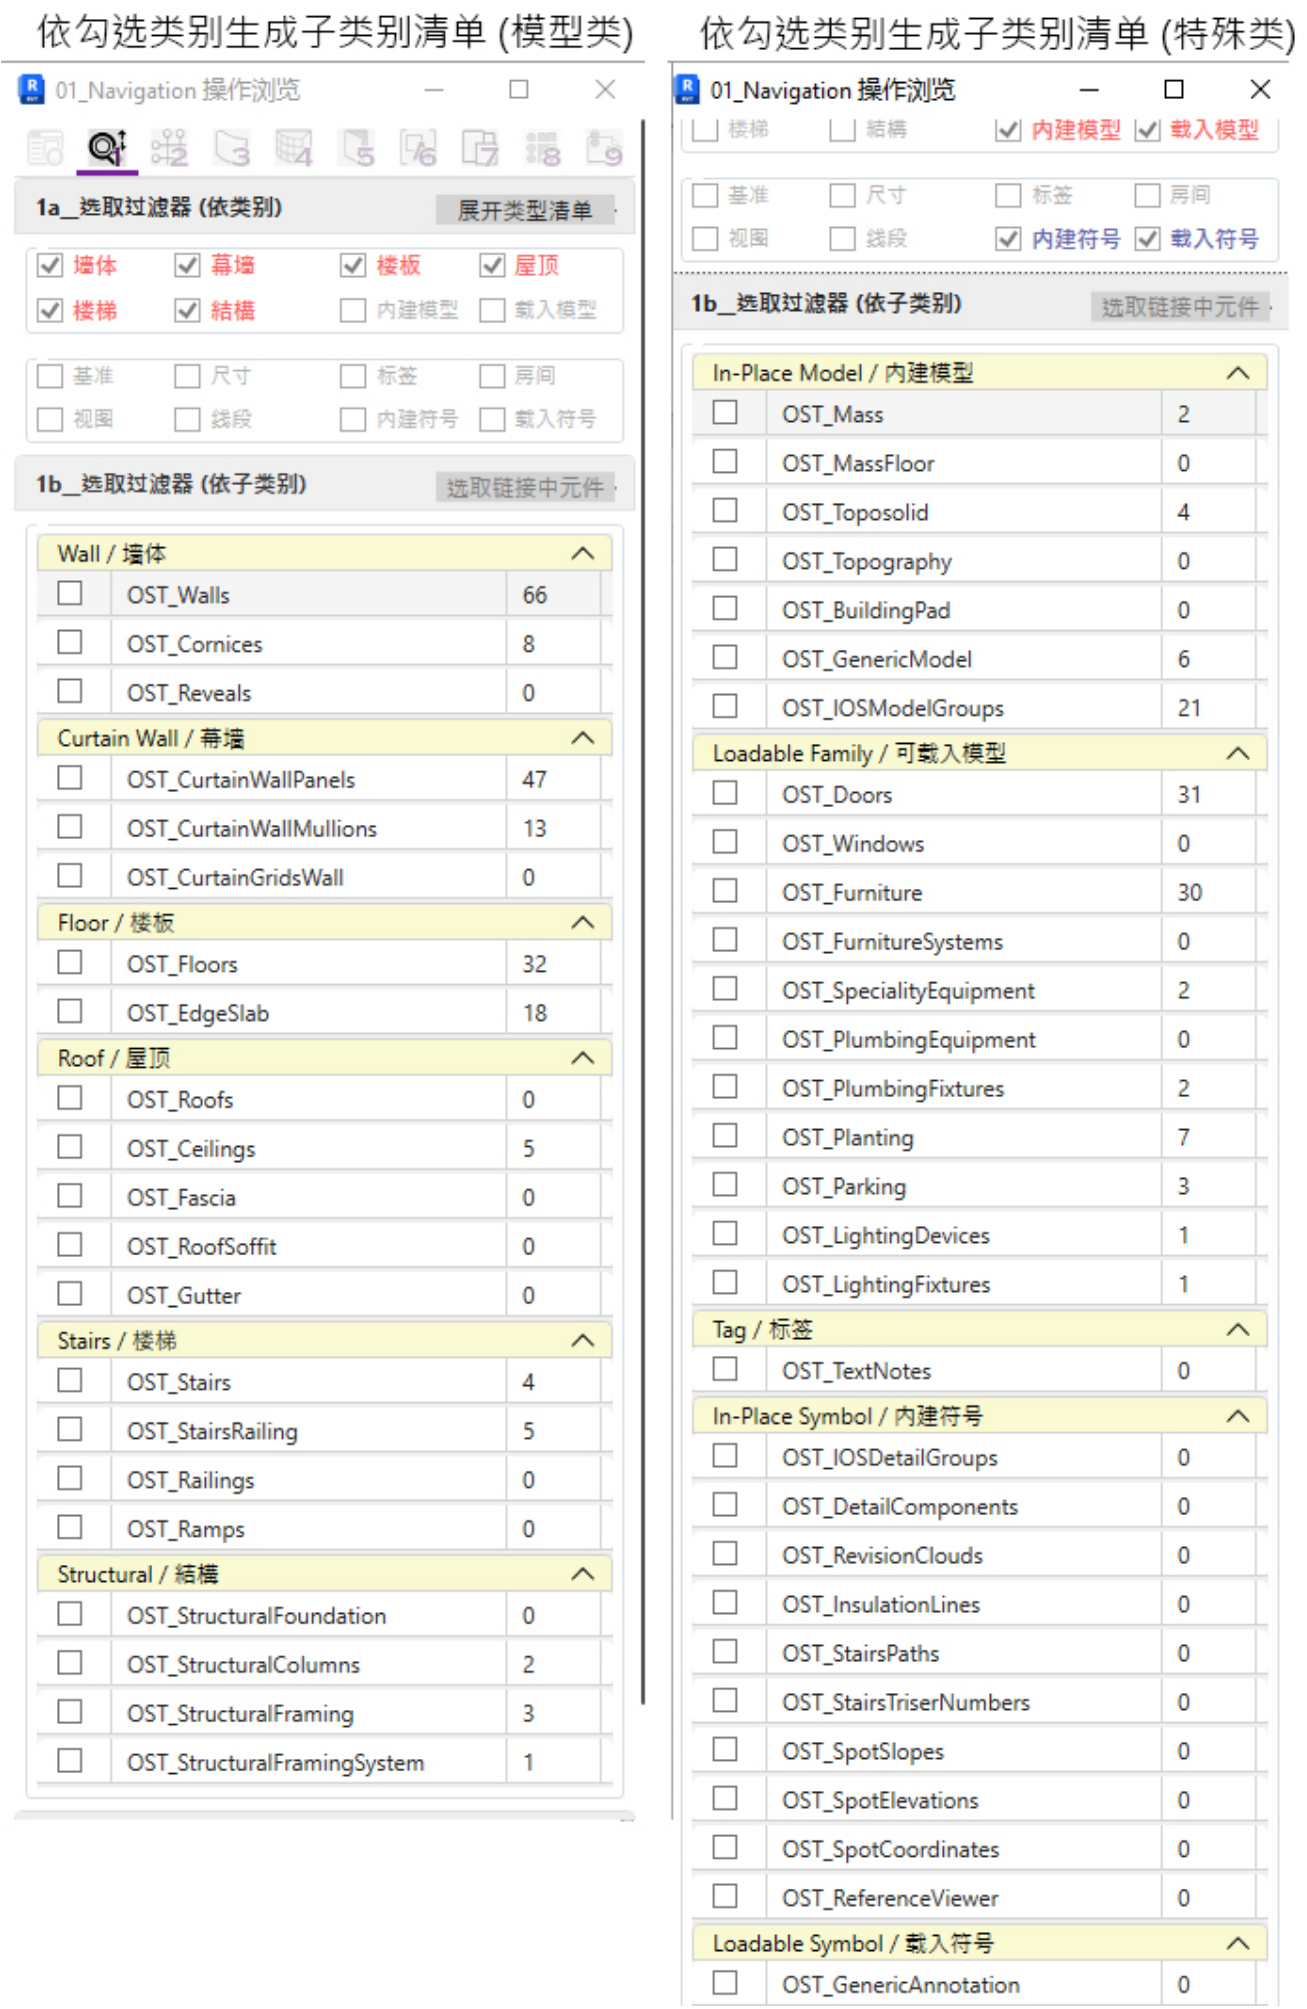 依勾选类别生成子类别清单 (模型类)
R
RVT
01_Navigation 操作浏览
0 1 2 3 4 5 6 7 8 9
1a__选取过滤器 (依类别) 展开类型清单
墙体 幕墙 楼板 屋顶
楼梯 結構 内建模型 载入模型
基准 尺寸 标签 房间
视图 线段 内建符号 载入符号
1b__选取过滤器 (依子类别) 选取链接中元件
Wall / 墙体
OST_Walls 66
OST_Cornices 8
OST_Reveals 0
Curtain Wall / 幕墙
OST_CurtainWallPanels 47
OST_CurtainWallMullions 13
OST_CurtainGridsWall 0
Floor / 楼板
OST_Floors 32
OST_EdgeSlab 18
Roof / 屋顶
OST_Roofs 0
OST_Ceilings 5
OST_Fascia 0
OST_RoofSoffit 0
OST_Gutter 0
Stairs / 楼梯
OST_Stairs 4
OST_StairsRailing 5
OST_Railings 0
OST_Ramps 0
Structural / 結構
OST_StructuralFoundation 0
OST_StructuralColumns 2
OST_StructuralFraming 3
OST_StructuralFramingSystem 1
依勾选类别生成子类别清单 (特殊类)
R
RVT
01_Navigation 操作浏览
楼梯 結構 内建模型 载入模型
基准 尺寸 标签 房间
视图 线段 内建符号 载入符号
1b__选取过滤器 (依子类别) 选取链接中元件
In-Place Model / 内建模型
OST_Mass 2
OST_MassFloor 0
OST_Toposolid 4
OST_Topography 0
OST_BuildingPad 0
OST_GenericModel 6
OST_IOSModelGroups 21
Loadable Family / 可载入模型
OST_Doors 31
OST_Windows 0
OST_Furniture 30
OST_FurnitureSystems 0
OST_SpecialityEquipment 2
OST_PlumbingEquipment 0
OST_PlumbingFixtures 2
OST_Planting 7
OST_Parking 3
OST_LightingDevices 1
OST_LightingFixtures 1
Tag / 标签
OST_TextNotes 0
In-Place Symbol / 内建符号
OST_IOSDetailGroups 0
OST_DetailComponents 0
OST_RevisionClouds 0
OST_InsulationLines 0
OST_StairsPaths 0
OST_StairsTriserNumbers 0
OST_SpotSlopes 0
OST_SpotElevations 0
OST_SpotCoordinates 0
OST_ReferenceViewer 0
Loadable Symbol / 载入符号
OST_GenericAnnotation 0